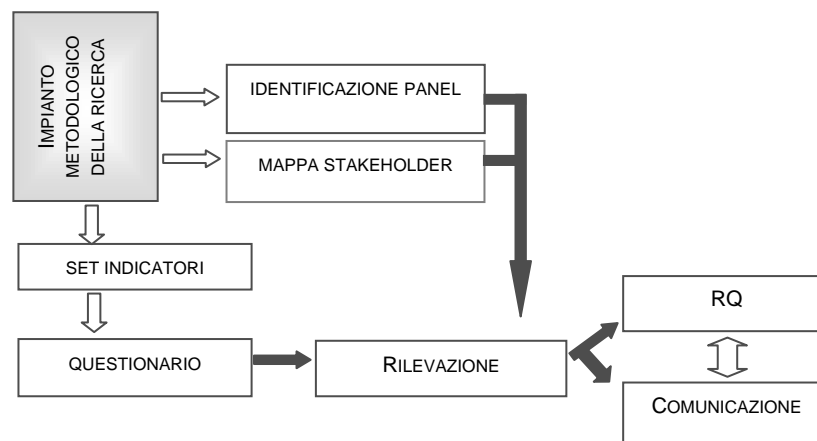 IMPIANTO
METODOLOGICO
DELLA RICERCA
IDENTIFICAZIONE PANEL
MAPPA STAKEHOLDER
SET INDICATORI
QUESTIONARIO
RILEVAZIONE
RQ
COMUNICAZIONE